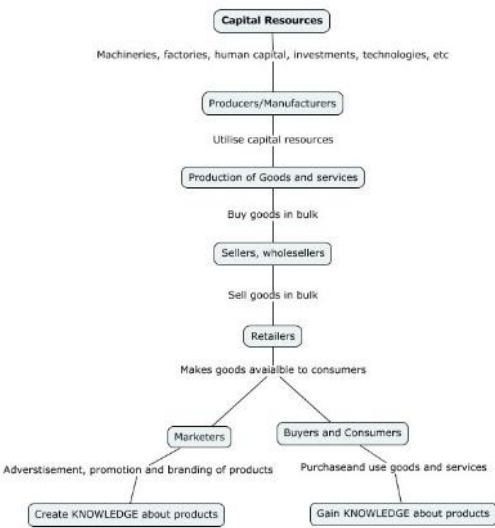 Capital Resources
Machineries, factories, human capital, investments, technologies, etc
Producers/Manufacturers
Utilise capital resources
Production of Goods and services
Buy goods in bulk
Sellers, wholesellers
Sell goods in bulk
Retailers
Makes goods avaialble to consumers
Marketers
Buyers and Consumers
Adverstisement, promotion and branding of products
Purchaseand use goods and services
Create KNOWLEDGE about products
Gain KNOWLEDGE about products